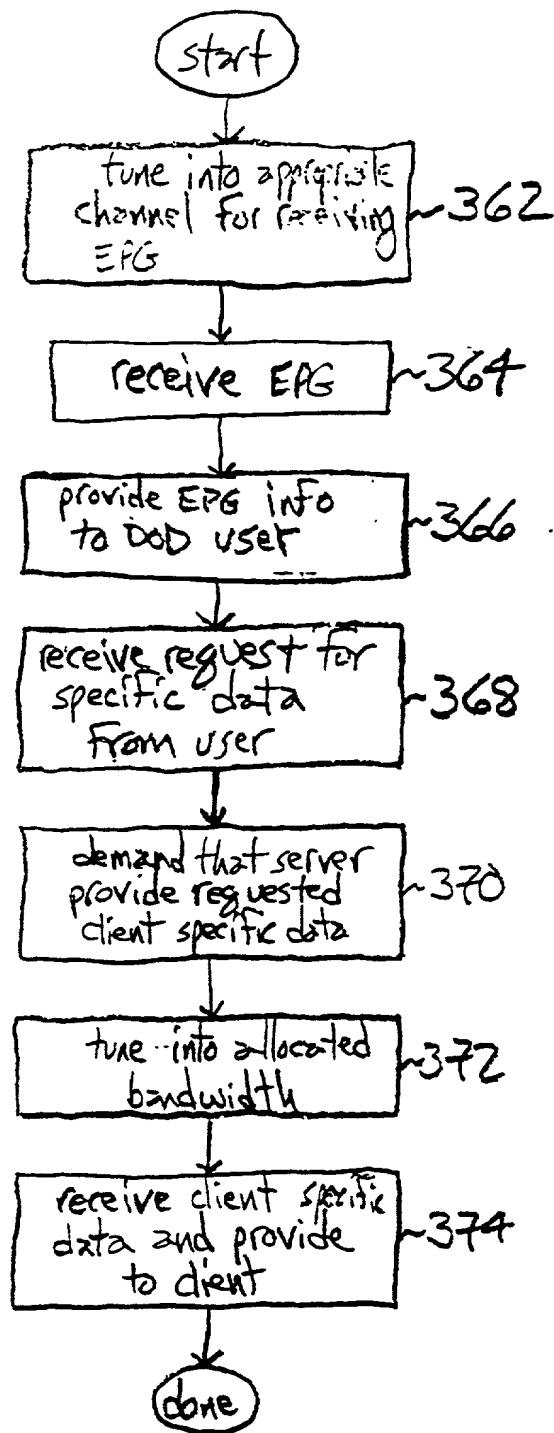 start
tune into appropriate
channel for receiving
EPG
~362
receive EPG
~364
provide EPG info
to DOD user
~366
receive request for
specific data
from user
~368
demand that server
provide requested
client specific data
~370
tune into allocated
bandwidth
~372
receive client specific
data and provide
to client
~374
done